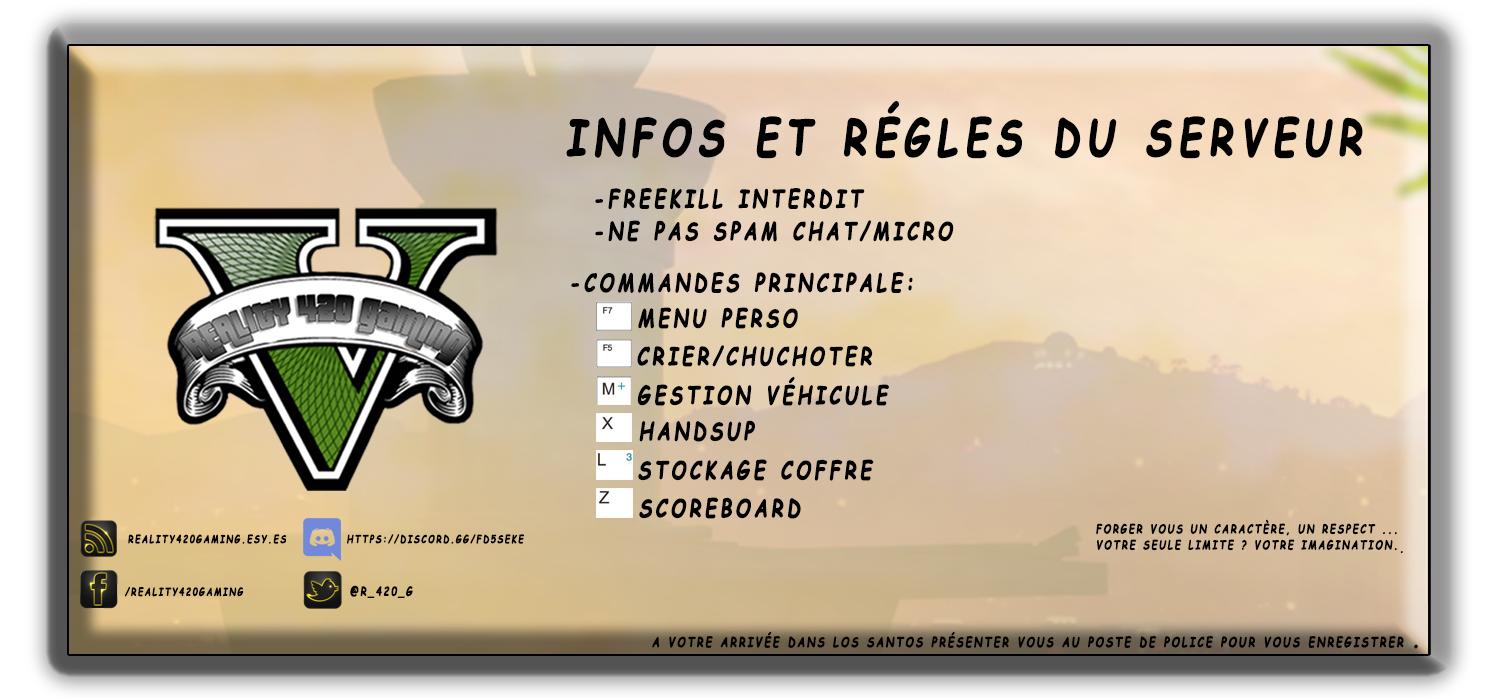 INFOS ET RÉGLES DU SERVEUR
-FREEKILL INTERDIT
-NE PAS SPAM CHAT/MICRO
-COMMANDES PRINCIPALE:
F7 MENU PERSO
F5 CRIER/CHUCHOTER
M+ GESTION VÉHICULE
X HANDSUP
L 3 STOCKAGE COFFRE
Z SCOREBOARD
REALITY 420 GAMING
REALITY420GAMING.ESY.ES
HTTPS://DISCORD.GG/FD5SEKE
/REALITY420GAMING
@R_420_G
FORGER VOUS UN CARACTÈRE, UN RESPECT ...
VOTRE SEULE LIMITE ? VOTRE IMAGINATION..
A VOTRE ARRIVÉE DANS LOS SANTOS PRÉSENTER VOUS AU POSTE DE POLICE POUR VOUS ENREGISTRER .